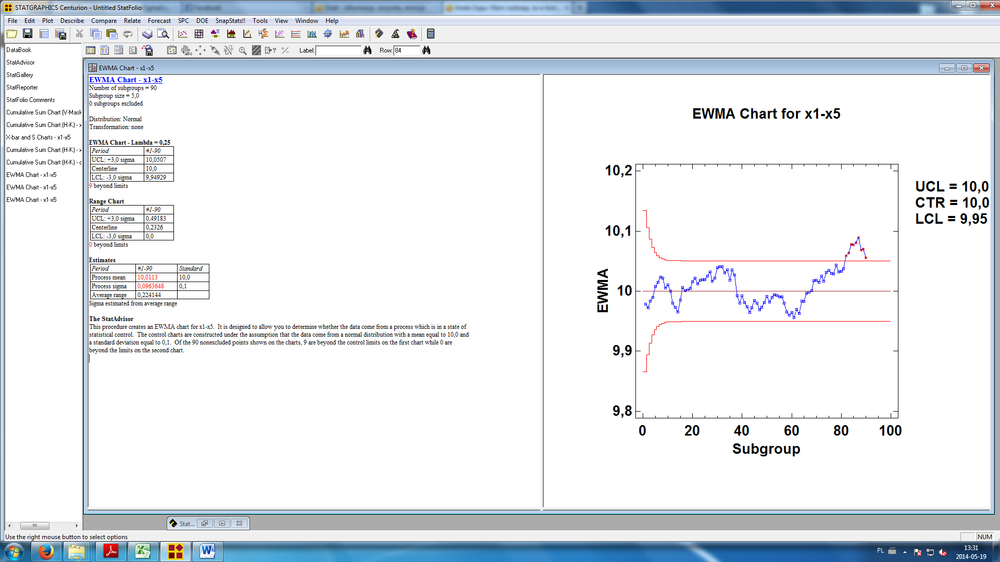 STATGRAPHICS Centurion - Untitled StatFolio
File Edit Plot Describe Compare Relate Forecast SPC DOE SnapStats!! Tools View Window Help
Label: Row: 84
DataBook
StatAdvisor
StatGallery
StatReporter
StatFolio Comments
Cumulative Sum Chart (V-Mask
Cumulative Sum Chart (H-K) - x
X-bar and S Charts - x1-x5
Cumulative Sum Chart (H-K) - x
Cumulative Sum Chart (H-K) - c
EWMA Chart - x1-x5
EWMA Chart - x1-x5
EWMA Chart - x1-x5
EWMA Chart - x1-x5
EWMA Chart - x1-x5
Number of subgroups = 90
Subgroup size = 5,0
0 subgroups excluded
Distribution: Normal
Transformation: none
EWMA Chart - Lambda = 0,25
Period #1-90
UCL: +3,0 sigma 10,0507
Centerline 10,0
LCL: -3,0 sigma 9,94929
9 beyond limits
Range Chart
Period #1-90
UCL: +3,0 sigma 0,49183
Centerline 0,2326
LCL: -3,0 sigma 0,0
0 beyond limits
Estimates
Period #1-90 Standard
Process mean 10,0113 10,0
Process sigma 0,0963648 0,1
Average range 0,224144
Sigma estimated from average range
The StatAdvisor
This procedure creates an EWMA chart for x1-x5. It is designed to allow you to determine whether the data come from a process which is in a state of
statistical control. The control charts are constructed under the assumption that the data come from a normal distribution with a mean equal to 10,0 and
a standard deviation equal to 0,1. Of the 90 nonexcluded points shown on the charts, 9 are beyond the control limits on the first chart while 0 are
beyond the limits on the second chart.
EWMA Chart for x1-x5
UCL = 10,0
CTR = 10,0
LCL = 9,95
10,2
10,1
10
9,9
9,8
EWMA
0 20 40 60 80 100
Subgroup
Stat...
Use the right mouse button to select options
NUM
PL
13:31
2014-05-19